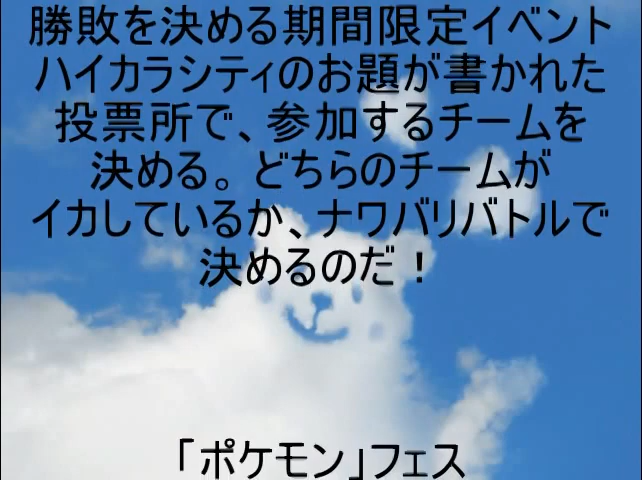 勝敗を決める期間限定イベント
ハイカラシティのお題が書かれた
投票所で、参加するチームを
決める。どちらのチームが
イカしているか、ナワバリバトルで
決めるのだ！
「ポケモン」フェス